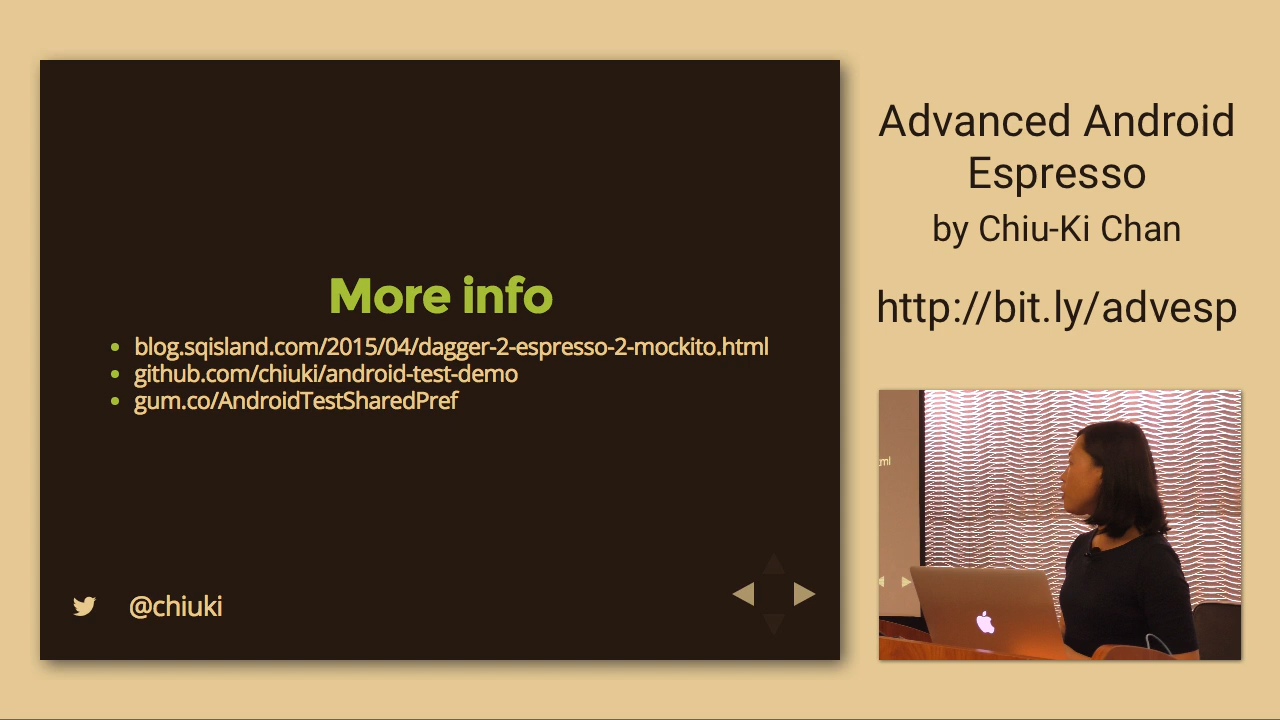 More info
blog.sqisland.com/2015/04/dagger-2-espresso-2-mockito.html
github.com/chiuki/android-test-demo
gum.co/AndroidTestSharedPref
@chiuki
Advanced Android
Espresso
by Chiu-Ki Chan
http://bit.ly/advesp
tml